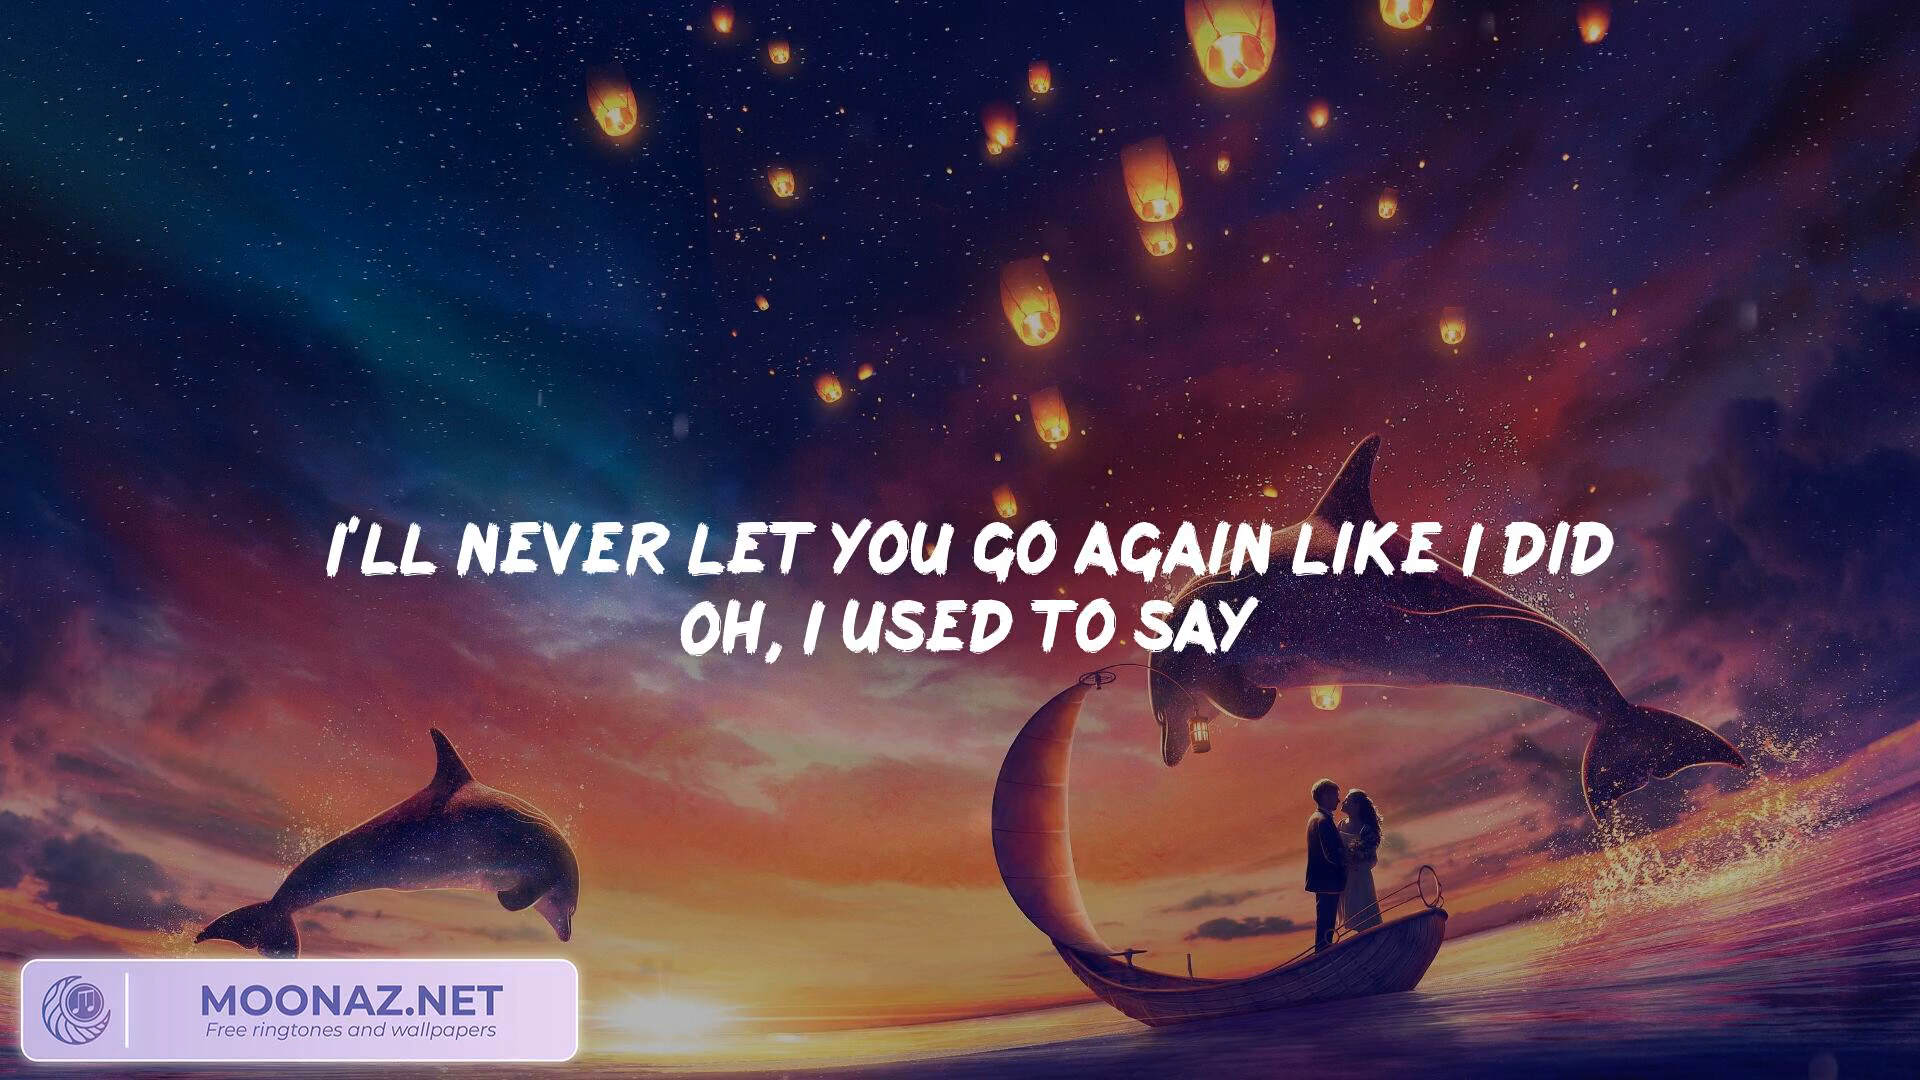 I'LL NEVER LET YOU GO AGAIN LIKE I DID
OH, I USED TO SAY
MOONAZ.NET
Free ringtones and wallpapers